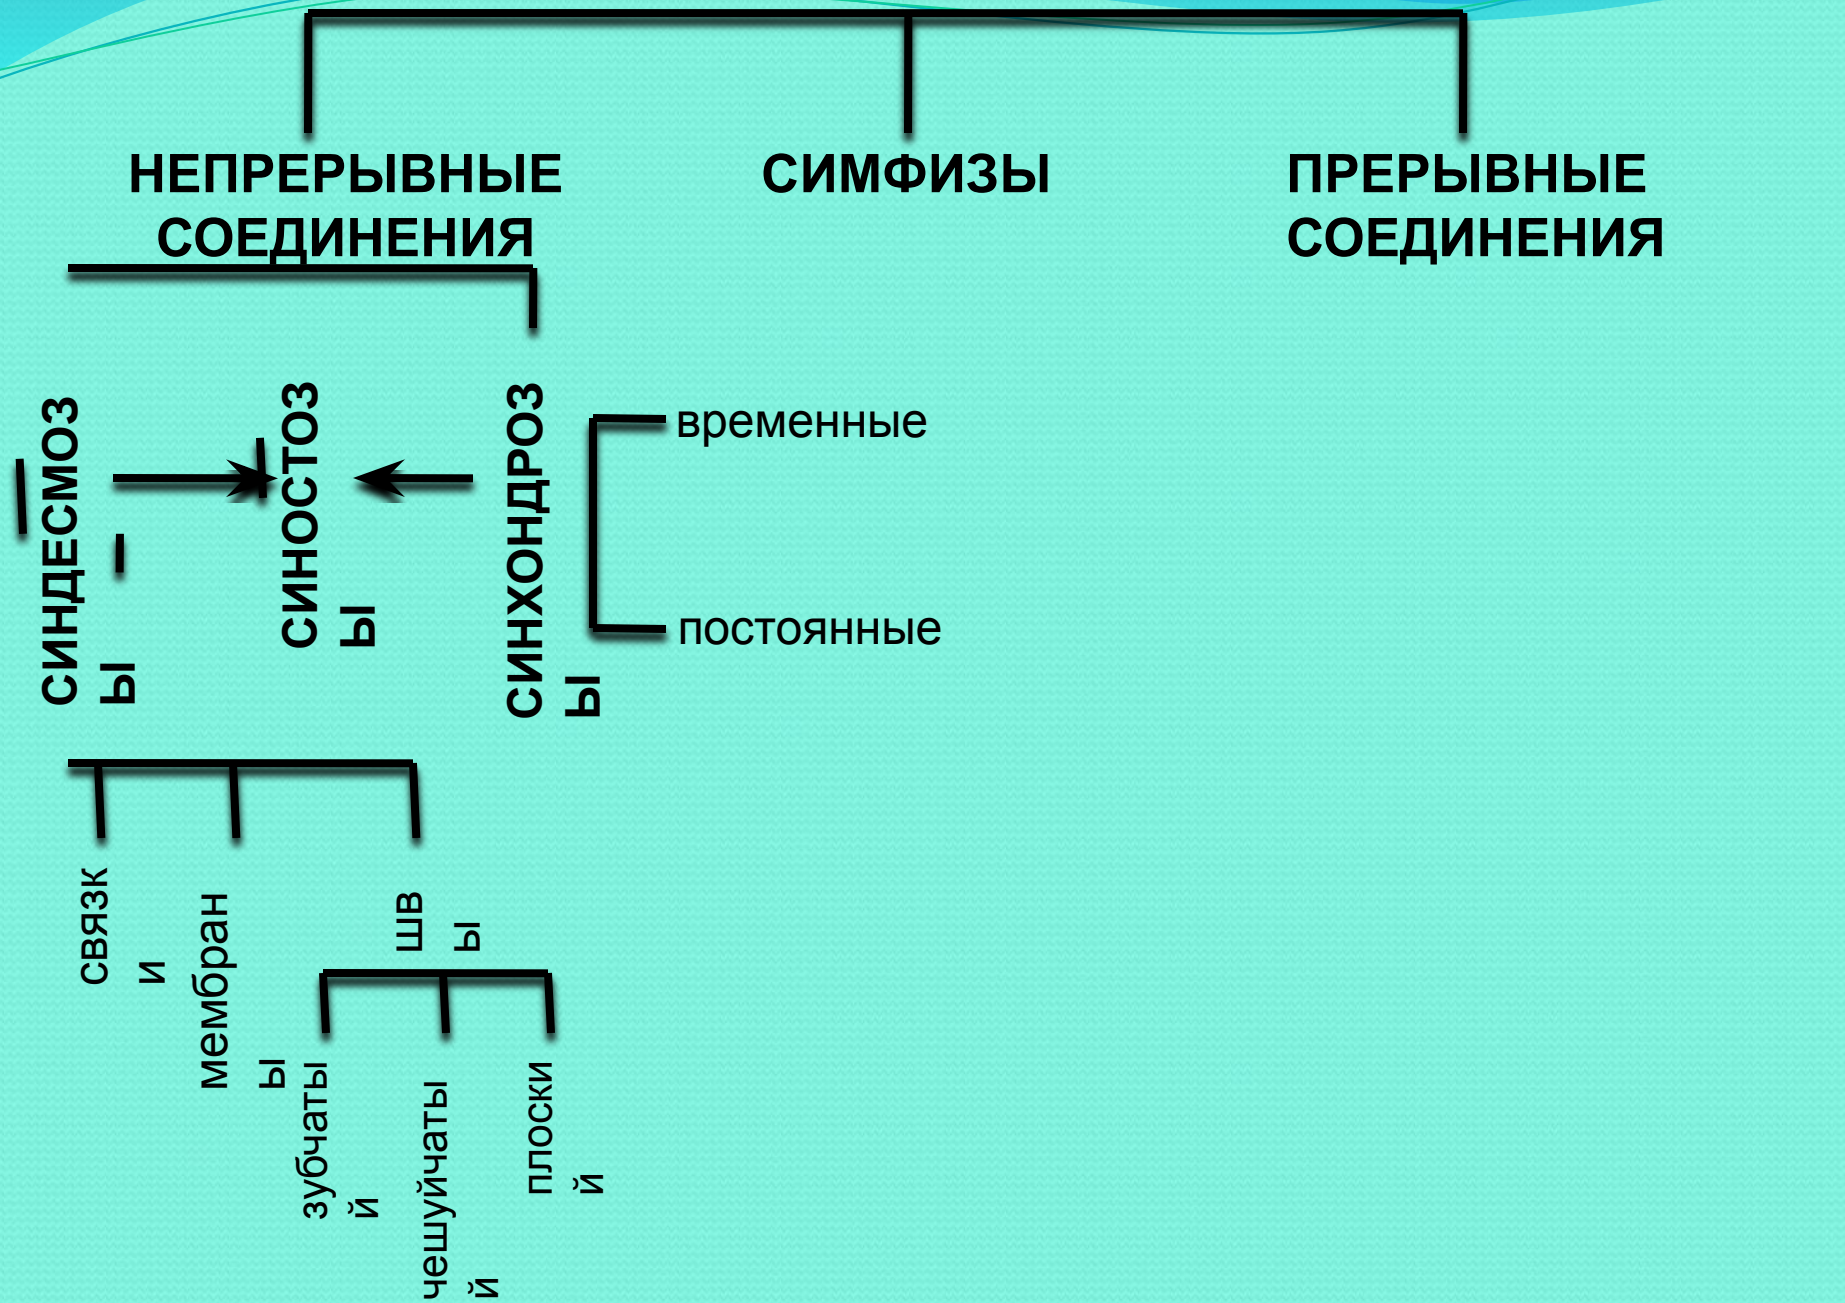 НЕПРЕРЫВНЫЕ
СОЕДИНЕНИЯ
СИМФИЗЫ
ПРЕРЫВНЫЕ
СОЕДИНЕНИЯ
СИНДЕСМОЗ
Ы
СИНОСТОЗ
Ы
СИНХОНДРОЗ
Ы
временные
постоянные
связк
и
мембран
ы
шв
ы
зубчаты
й
чешуйчаты
й
плоски
й